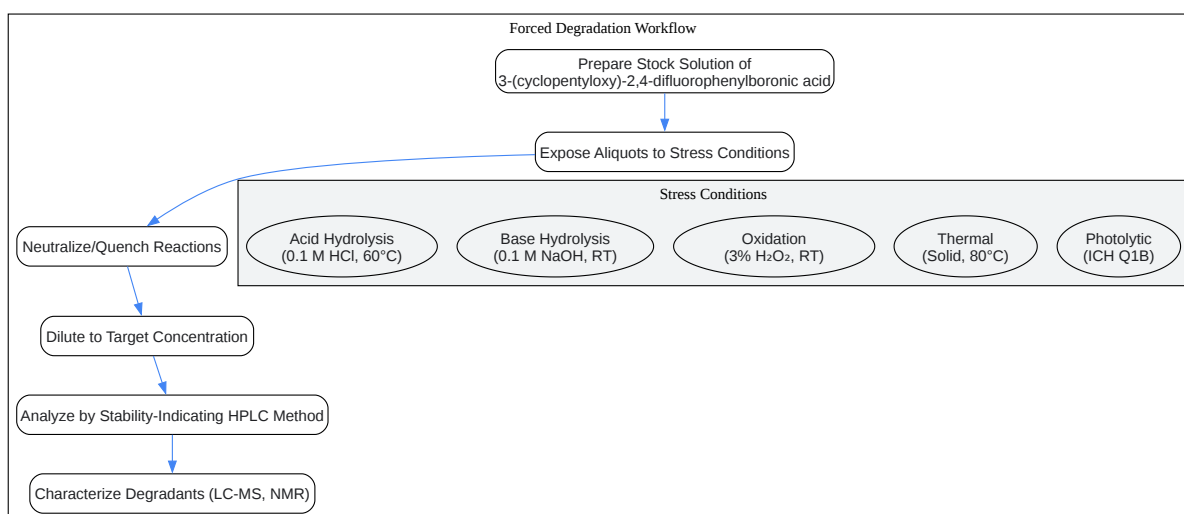 Forced Degradation Workflow
Prepare Stock Solution of
3-(cyclopentyloxy)-2,4-difluorophenylboronic acid
Expose Aliquots to Stress Conditions
Stress Conditions
Neutralize/Quench Reactions
Acid Hydrolysis
(0.1 M HCl, 60°C)
Base Hydrolysis
(0.1 M NaOH, RT)
Oxidation
(3% H₂O₂, RT)
Thermal
(Solid, 80°C)
Photolytic
(ICH Q1B)
Dilute to Target Concentration
Analyze by Stability-Indicating HPLC Method
Characterize Degradants (LC-MS, NMR)